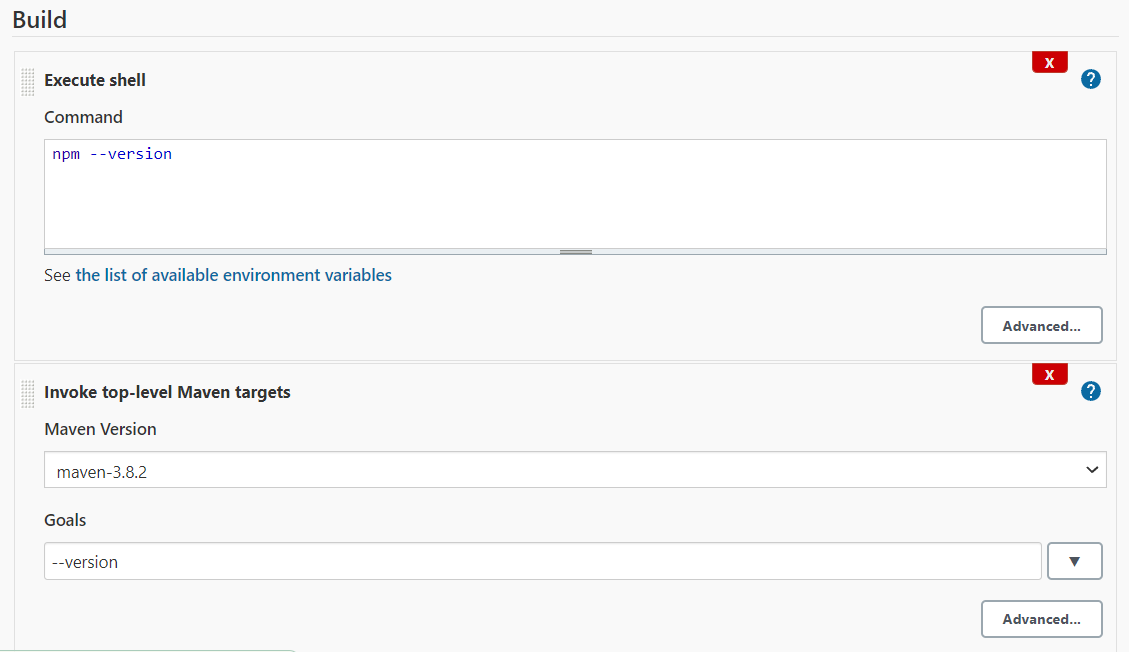 Build
X
Execute shell
?
Command
npm --version
See the list of available environment variables
Advanced...
X
Invoke top-level Maven targets
?
Maven Version
maven-3.8.2
Goals
--version
▼
Advanced...